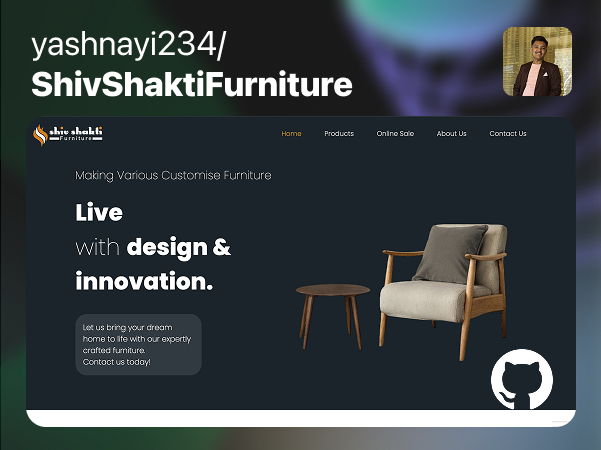 yashnayi234/
ShivShaktiFurniture
shiv shakti
Furniture
Home Products Online Sale About Us Contact Us
Making Various Customise Furniture
Live
with design &
innovation.
Let us bring your dream
home to life with our expertly
crafted furniture.
Contact us today!